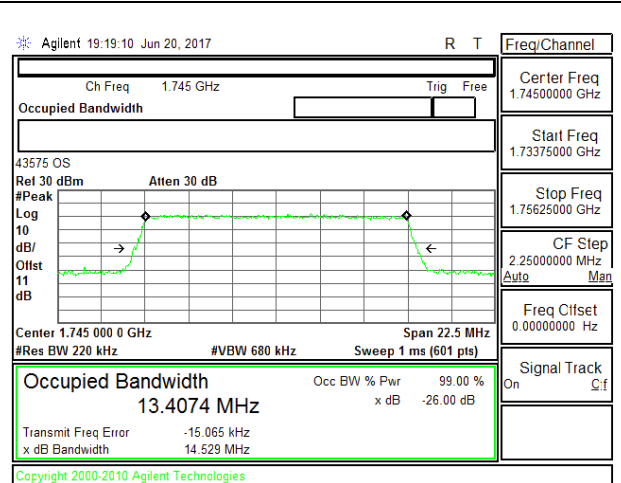 Agilent 19:19:10 Jun 20, 2017 R T
Freq/Channel
Ch Freq 1.745 GHz Trig Free
Occupied Bandwidth
Center Freq
1.74500000 GHz
Start Freq
1.73375000 GHz
Stop Freq
1.75625000 GHz
CF Step
2.25000000 MHz
Auto Man
Freq Offset
0.00000000 Hz
Signal Track
On Off
43575 OS
Ref 30 dBm Atten 30 dB
#Peak
Log
10
dB/
Offst
11
dB
Center 1.745 000 0 GHz Span 22.5 MHz
#Res BW 220 kHz #VBW 680 kHz Sweep 1 ms (601 pts)
Occupied Bandwidth Occ BW % Pwr 99.00 %
13.4074 MHz x dB -26.00 dB
Transmit Freq Error -15.065 kHz
x dB Bandwidth 14.529 MHz
Copyright 2000-2010 Agilent Technologies